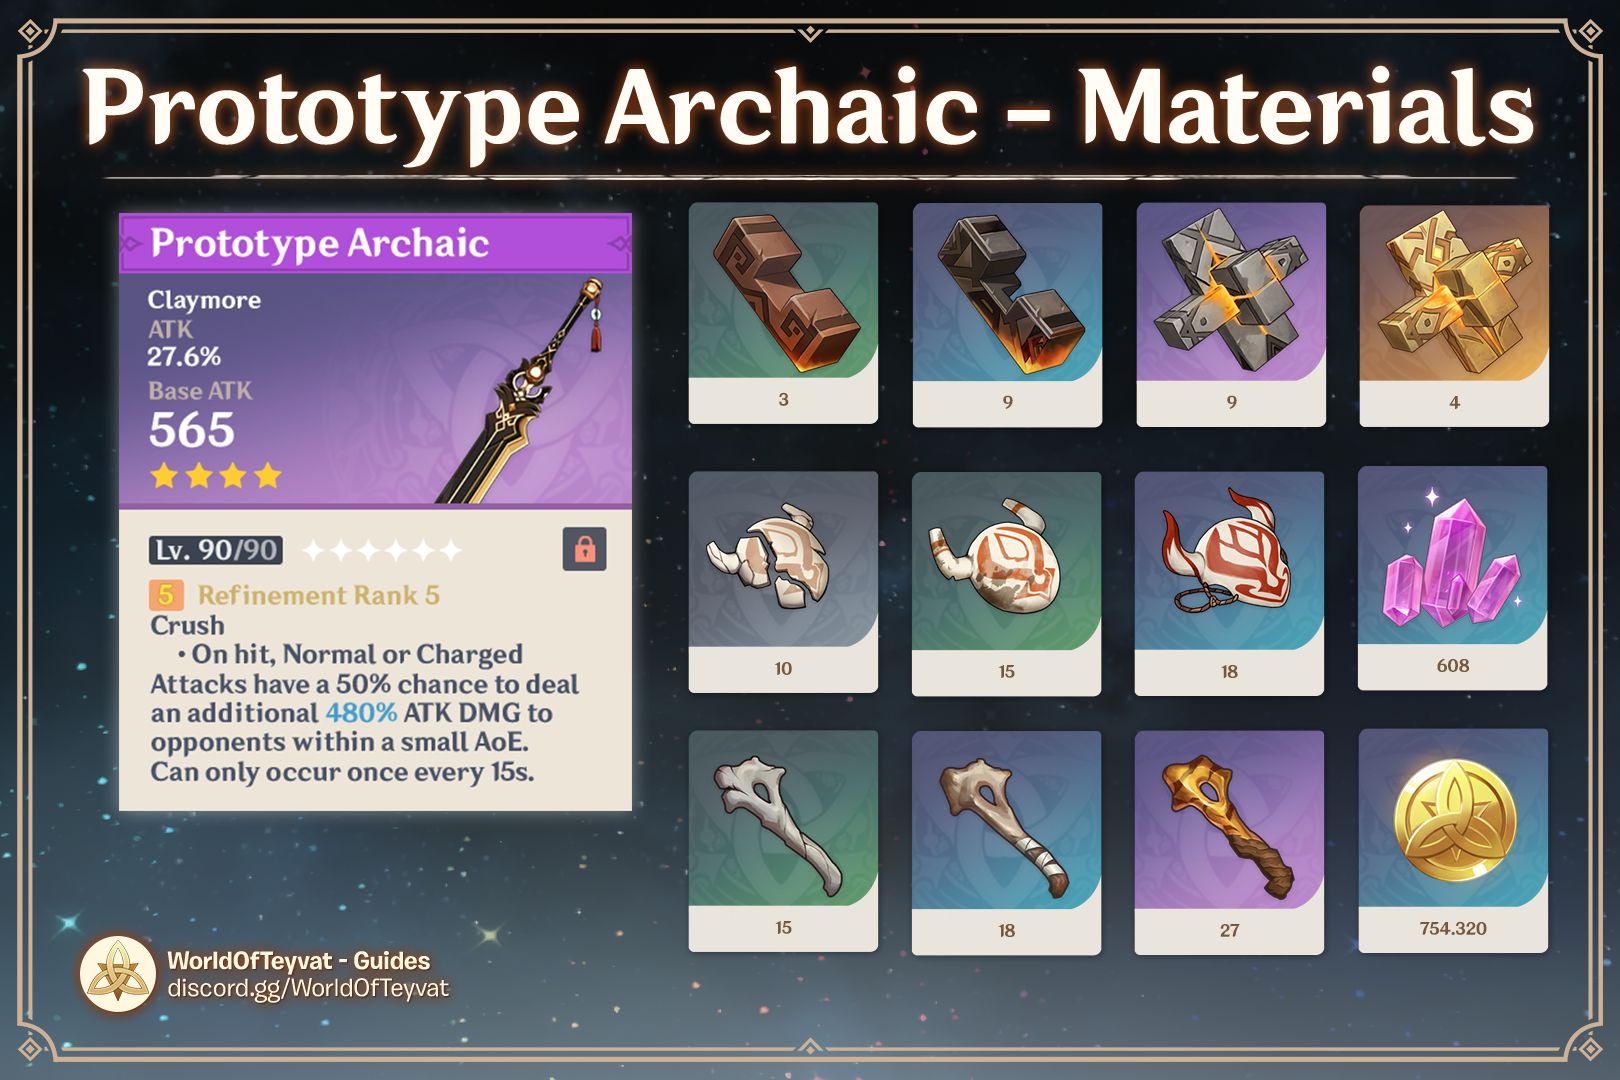 Prototype Archaic – Materials
Prototype Archaic
Claymore
ATK
27.6%
Base ATK
565
Lv. 90/90
5 Refinement Rank 5
Crush
• On hit, Normal or Charged
Attacks have a 50% chance to deal
an additional 480% ATK DMG to
opponents within a small AoE.
Can only occur once every 15s.
3
9
9
4
10
15
18
608
15
18
27
754.320
WorldOfTeyvat - Guides
discord.gg/WorldOfTeyvat